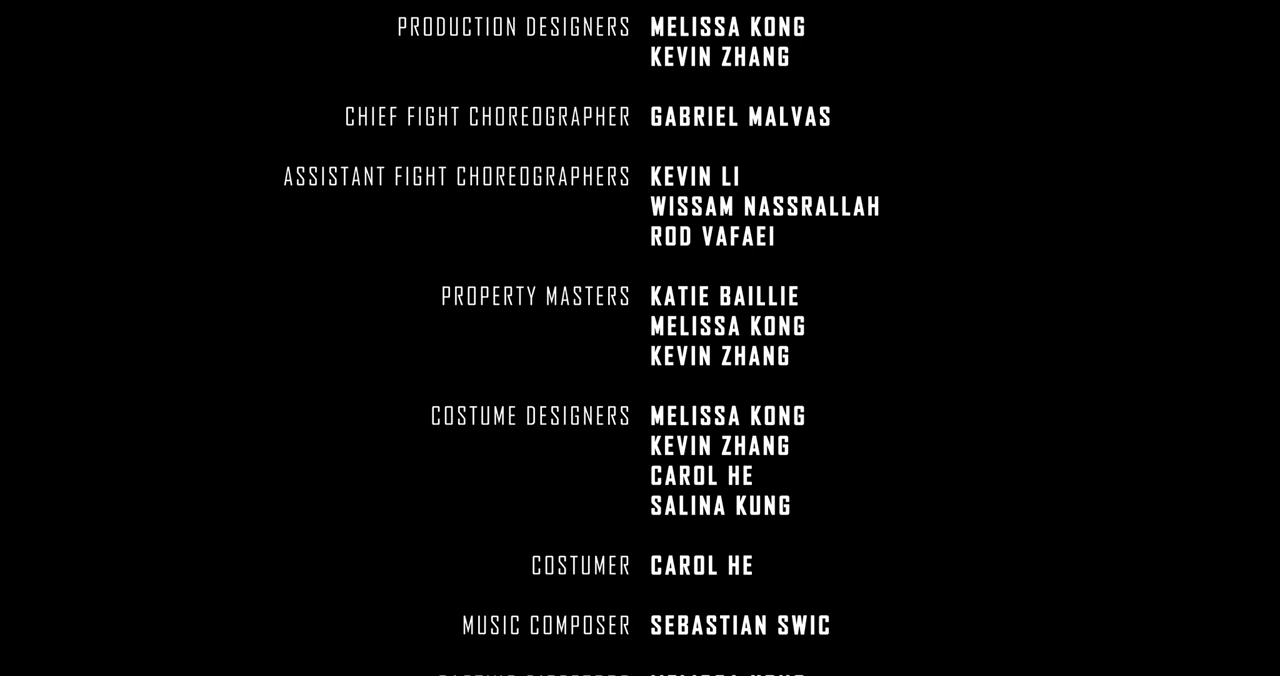 PRODUCTION DESIGNERS MELISSA KONG
KEVIN ZHANG
CHIEF FIGHT CHOREOGRAPHER GABRIEL MALVAS
ASSISTANT FIGHT CHOREOGRAPHERS KEVIN LI
WISSAM NASSRALLAH
ROD VAFAEI
PROPERTY MASTERS KATIE BAILLIE
MELISSA KONG
KEVIN ZHANG
COSTUME DESIGNERS MELISSA KONG
KEVIN ZHANG
CAROL HE
SALINA KUNG
COSTUMER CAROL HE
MUSIC COMPOSER SEBASTIAN SWIC